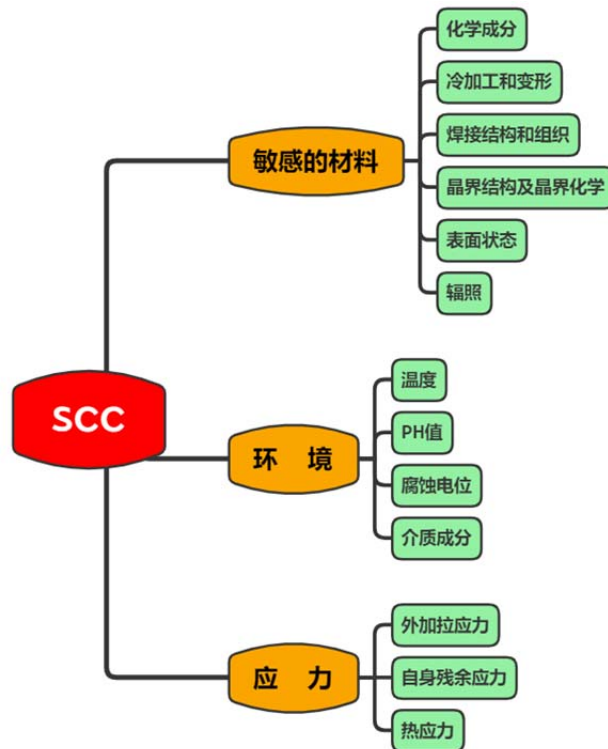 SCC
敏感的材料
化学成分
冷加工和变形
焊接结构和组织
晶界结构及晶界化学
表面状态
辐照
环 境
温度
PH值
腐蚀电位
介质成分
应 力
外加拉应力
自身残余应力
热应力